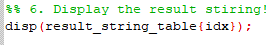 %% 6. Display the result stiring!
disp(result_string_table{idx});